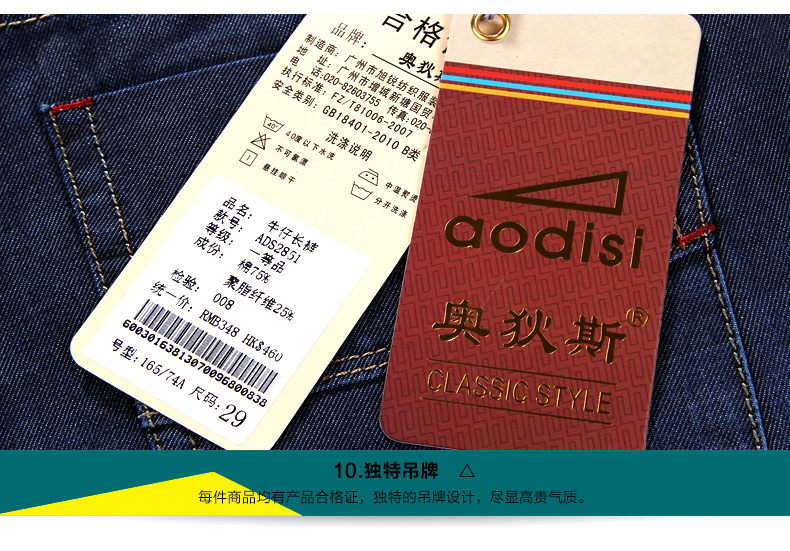 合格
品牌：
奥狄
制造商：广州市旭锐纺织服装
地 址：广州市增城新塘国贸
电 话：020-82603755 传真：020-
执行标准：FZ/T81006-2007
安全类别：GB18401-2010 B类
洗涤说明
40°
40度以下水洗
不可氯漂
悬挂晾干
中温熨烫
分开洗涤
品名：牛仔长裤
款号：ADS2851
等级：一等品
成份：棉75%
聚脂纤维25%
检验：008
统一价：RMB348 HK$460
6003016381307009680083​8
号型：165/74A 尺码：29
aodisi
奥狄斯®
CLASSIC STYLE
10.独特吊牌 △
每件商品均有产品合格证，独特的吊牌设计，尽显高贵气质。